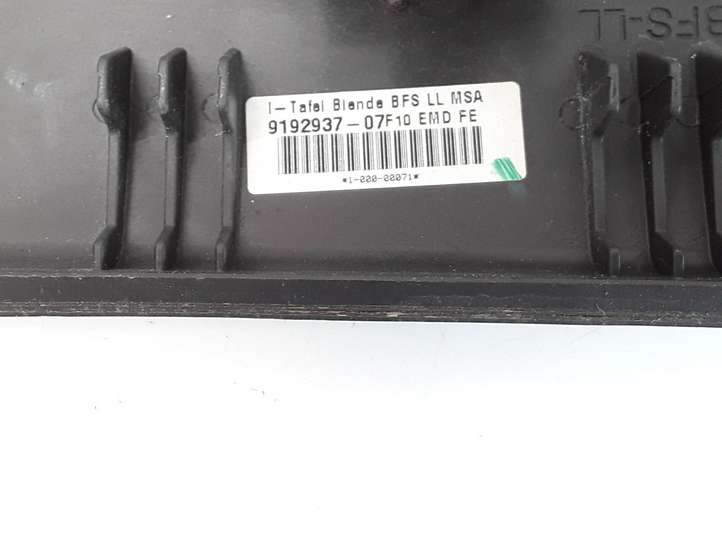 BFS-LL
I-Tafel Blende BFS LL MSA
9192937-07F10 EMD FE
*1-000-00071*